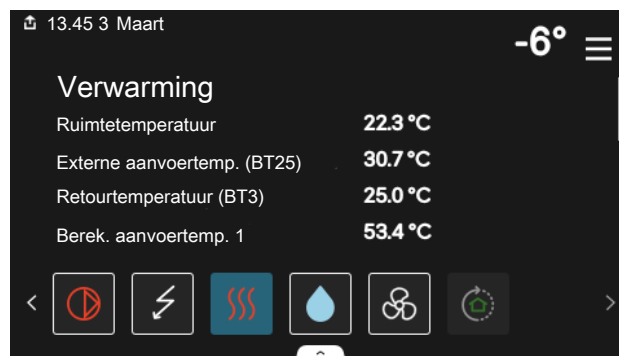 13.45 3 Maart
-6°
Verwarming
Ruimtetemperatuur 22.3 °C
Externe aanvoertemp. (BT25) 30.7 °C
Retourtemperatuur (BT3) 25.0 °C
Berek. aanvoertemp. 1 53.4 °C